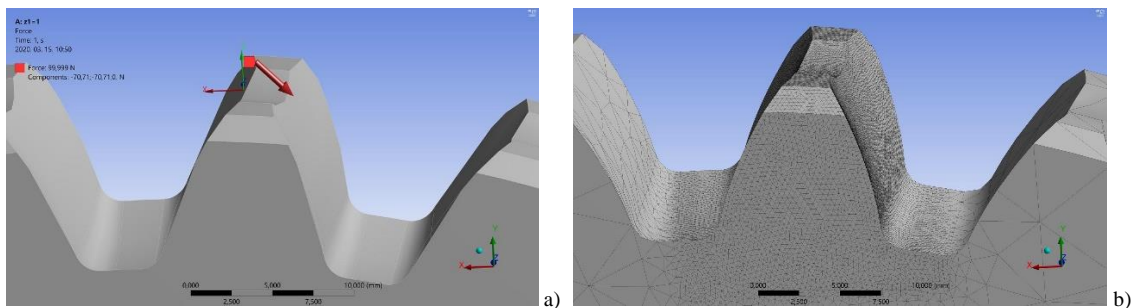 A: z1=1
Force
Time: 1, s
2020. 03. 15. 10:50
Force: 99,999 N
Components: -70,71, -70,71,0, N
X
Y
X
Z
0,000
5,000
10,000 (mm)
2,500
7,500
a)
Y
X
Z
0,000
5,000
10,000 (mm)
2,500
7,500
b)